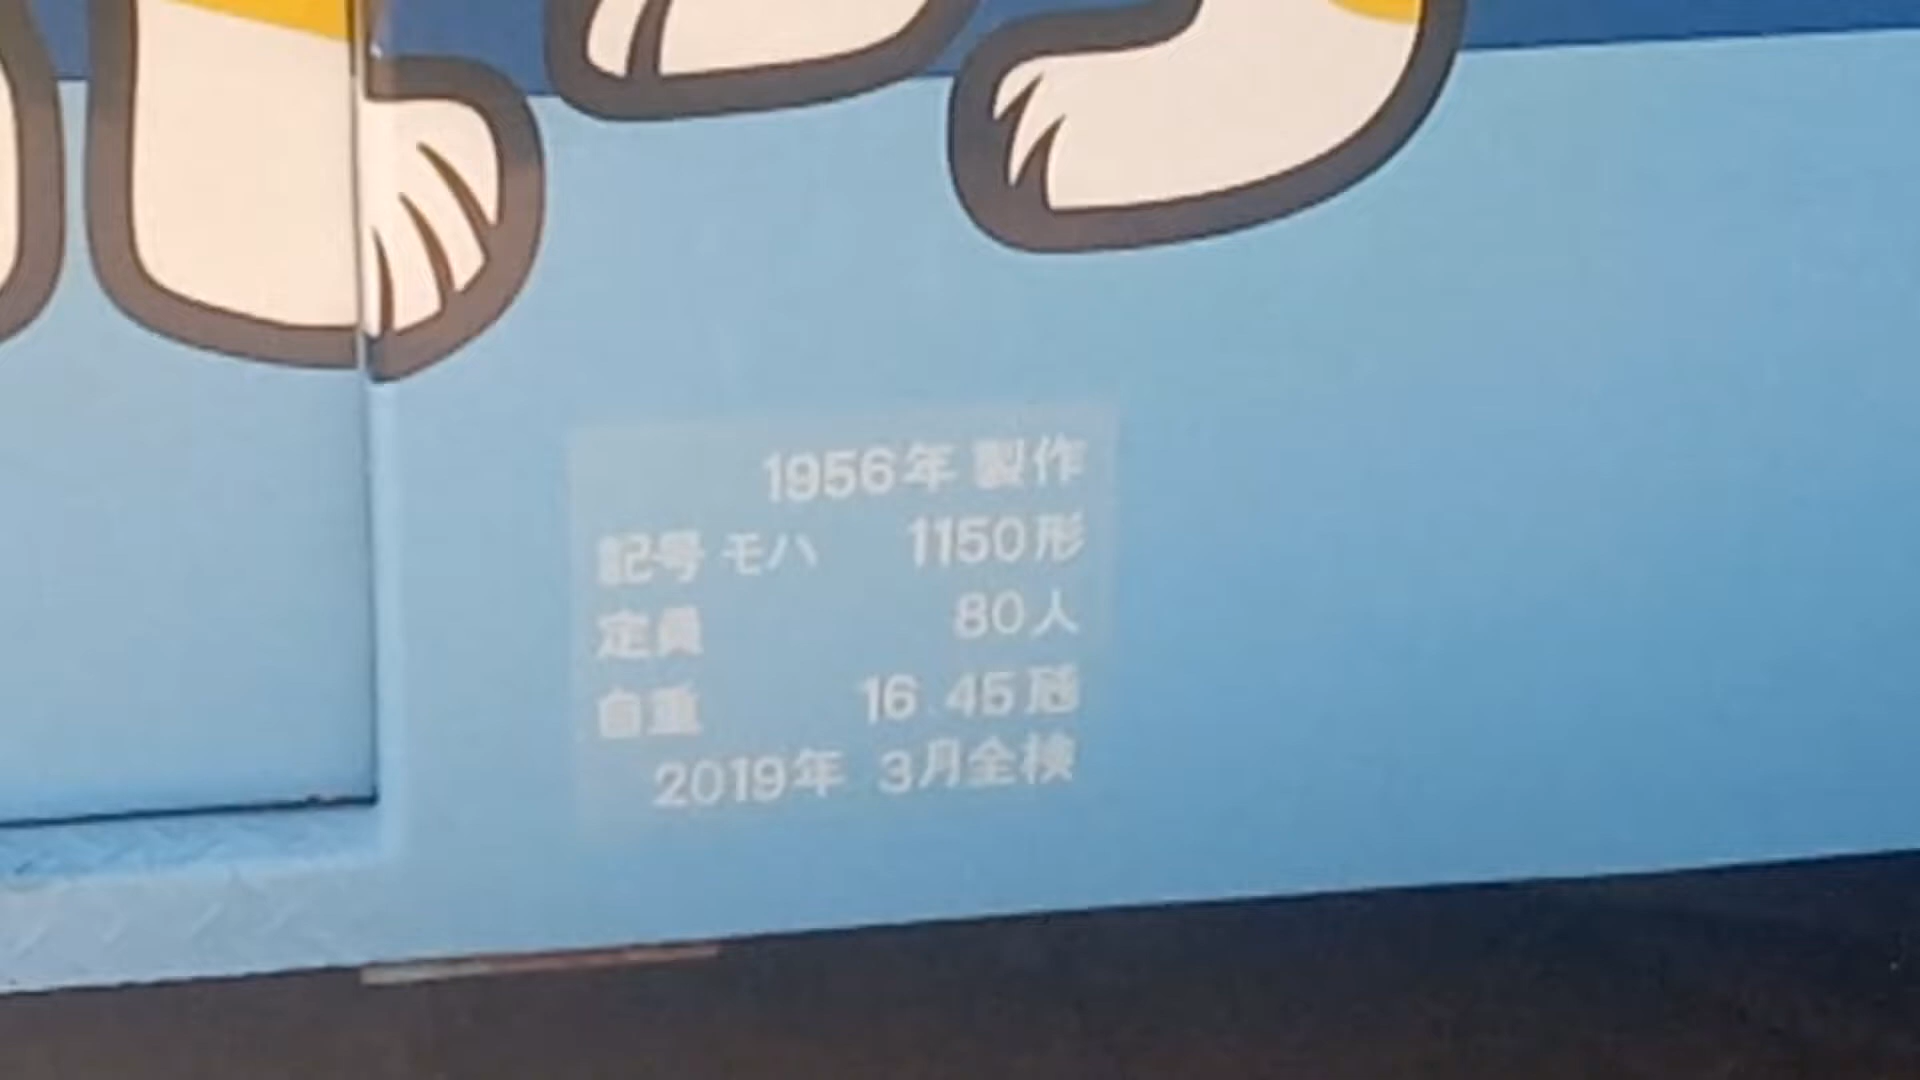 1956年 製作
記号 モハ 1150形
定員 80人
自重 16.45瓲
2019年 3月全検